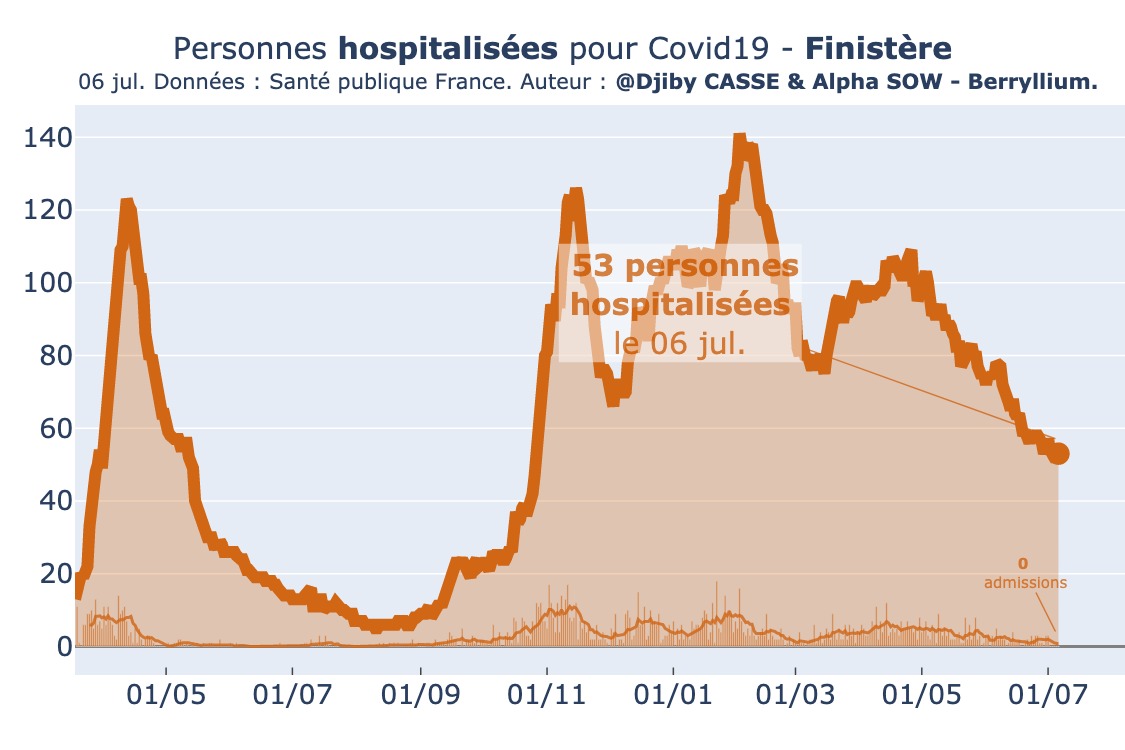 Personnes hospitalisées pour Covid19 - Finistère
06 jul. Données : Santé publique France. Auteur : @Djiby CASSE & Alpha SOW - Berryllium.
140
120
100
80
60
40
20
0
53 personnes
hospitalisées
le 06 jul.
0
admissions
01/05 01/07 01/09 01/11 01/01 01/03 01/05 01/07